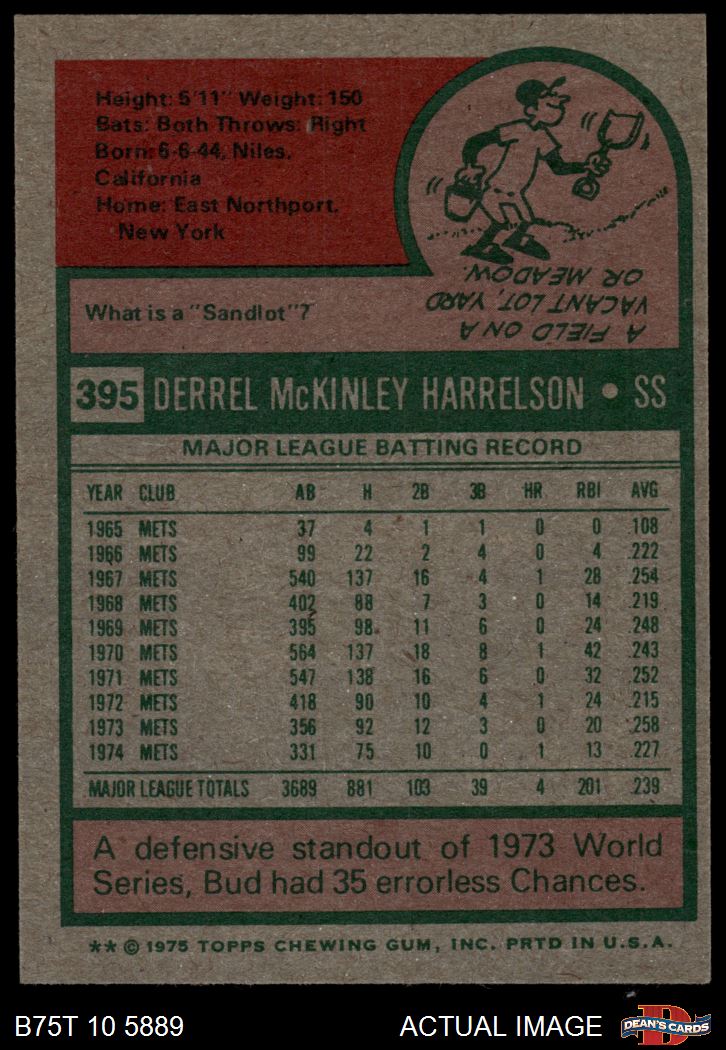 Height: 5'11" Weight: 150
Bats: Both Throws: Right
Born: 6-6-44, Niles,
California
Home: East Northport,
New York
What is a "Sandlot"?
A FIELD ON A
VACANT LOT, YARD
OR MEADOW.
395 DERREL McKINLEY HARRELSON • SS
MAJOR LEAGUE BATTING RECORD
YEAR CLUB AB H 2B 3B HR RBI AVG
1965 METS 37 4 1 1 0 0 .108
1966 METS 99 22 2 4 0 4 .222
1967 METS 540 137 16 4 1 28 .254
1968 METS 402 88 7 3 0 14 .219
1969 METS 395 98 11 6 0 24 .248
1970 METS 564 137 18 8 1 42 .243
1971 METS 547 138 16 6 0 32 .252
1972 METS 418 90 10 4 1 24 .215
1973 METS 356 92 12 3 0 20 .258
1974 METS 331 75 10 0 1 13 .227
MAJOR LEAGUE TOTALS 3689 881 103 39 4 201 .239
A defensive standout of 1973 World
Series, Bud had 35 errorless Chances.
** © 1975 TOPPS CHEWING GUM, INC. PRTD IN U.S.A.
B75T 10 5889 ACTUAL IMAGE
DEAN'S CARDS